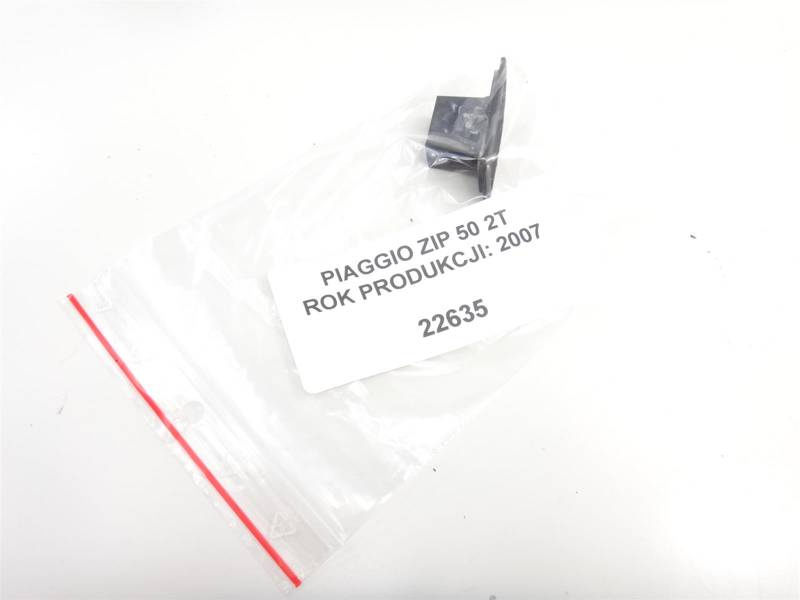 PIAGGIO ZIP 50 2T
ROK PRODUKCJI: 2007
22635